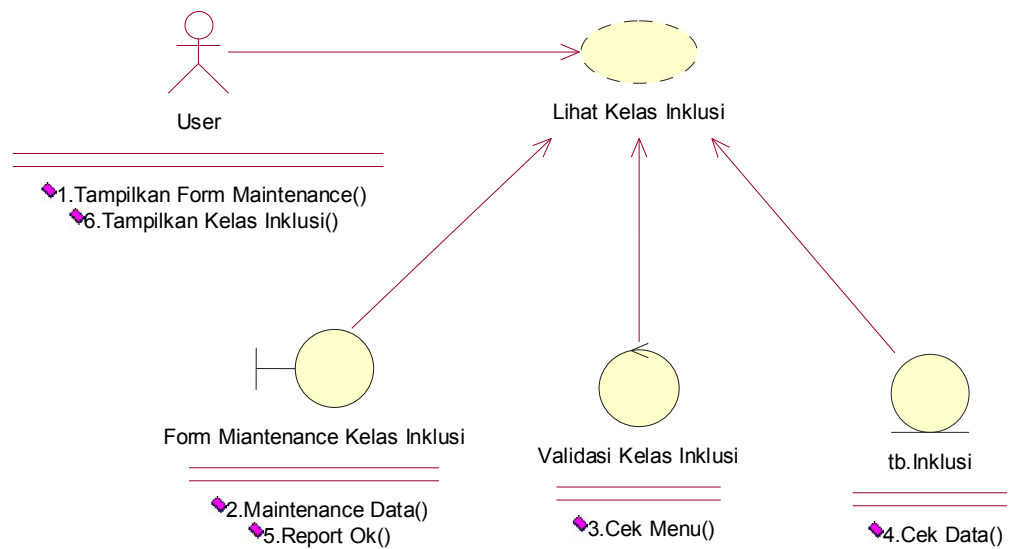 User
Lihat Kelas Inklusi
1.Tampilkan Form Maintenance()
6.Tampilkan Kelas Inklusi()
Form Miantenance Kelas Inklusi
2.Maintenance Data()
5.Report Ok()
Validasi Kelas Inklusi
3.Cek Menu()
tb.Inklusi
4.Cek Data()